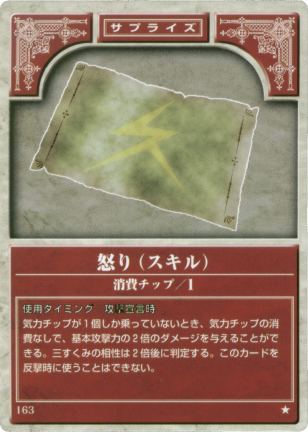 サプライズ
怒り（スキル）
消費チップ／1
使用タイミング　攻撃宣言時
気力チップが１個しか乗っていないとき、気力チップの消
費なしで、基本攻撃力の２倍のダメージを与えることがで
きる。三すくみの相性は２倍後に判定する。このカードを
反撃時に使うことはできない。
163
★